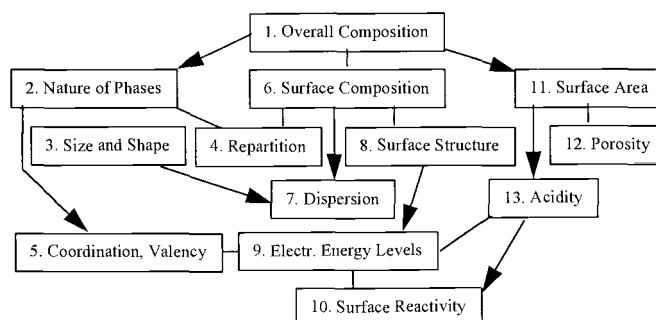 1. Overall Composition
2. Nature of Phases
6. Surface Composition
11. Surface Area
3. Size and Shape
4. Repartition
8. Surface Structure
12. Porosity
7. Dispersion
13. Acidity
5. Coordination, Valency
9. Electr. Energy Levels
10. Surface Reactivity